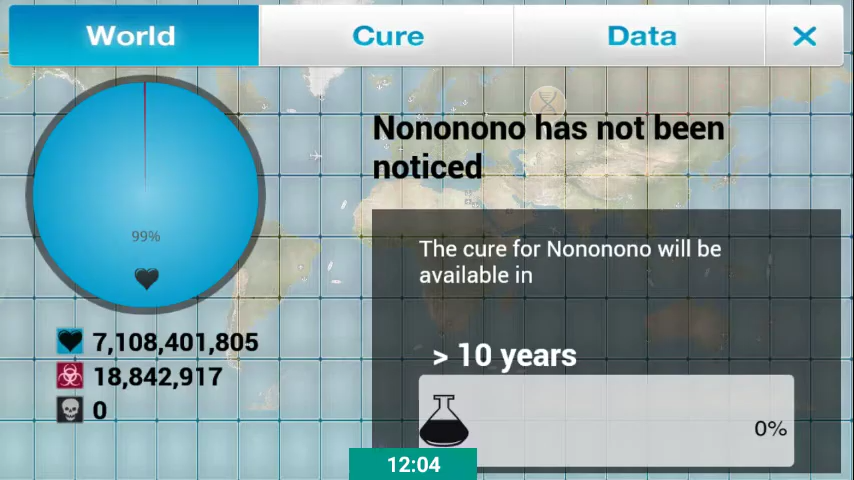 World
Cure
Data
Nononono has not been
noticed
99%
The cure for Nononono will be
available in
> 10 years
7,108,401,805
18,842,917
0
0%
12:04